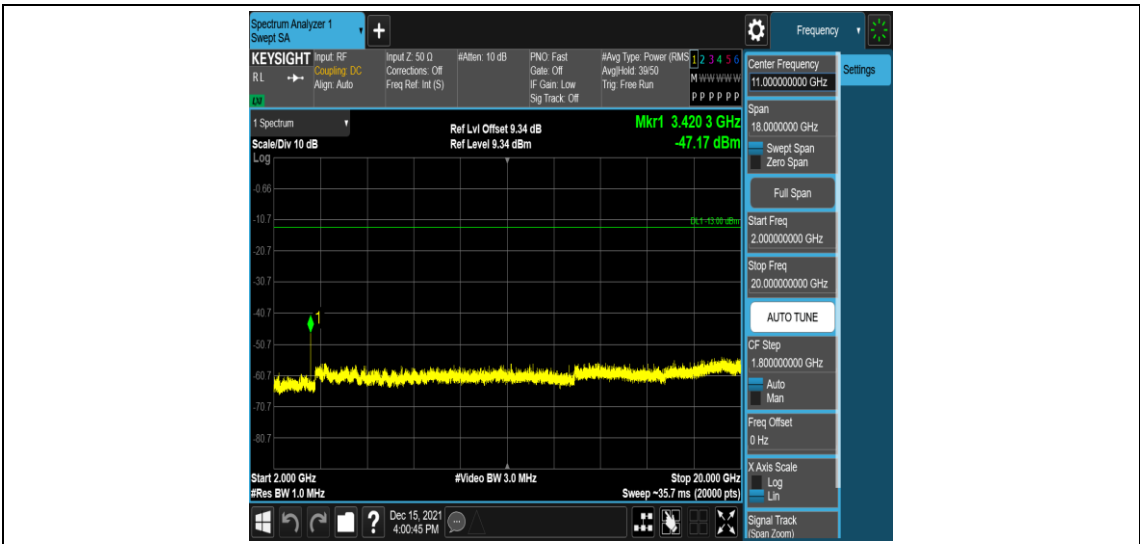 Spectrum Analyzer 1
Swept SA
+
Frequency
KEYSIGHT
RL
LXI
Input: RF
Coupling: DC
Align: Auto
Input Z: 50 Ω
Corrections: Off
Freq Ref: Int (S)
#Atten: 10 dB
PNO: Fast
Gate: Off
IF Gain: Low
Sig Track: Off
#Avg Type: Power (RMS
Avg|Hold: 39/50
Trig: Free Run
1 2 3 4 5 6
M W W W W W
P P P P P P
1 Spectrum
Scale/Div 10 dB
Ref Lvl Offset 9.34 dB
Ref Level 9.34 dBm
Mkr1 3.420 3 GHz
-47.17 dBm
Log
-0.66
-10.7
DL1 -13.00 dBm
-20.7
-30.7
-40.7
1
-50.7
-60.7
-70.7
-80.7
Start 2.000 GHz
#Video BW 3.0 MHz
Stop 20.000 GHz
#Res BW 1.0 MHz
Sweep ~35.7 ms (20000 pts)
?
Dec 15, 2021
4:00:45 PM
Center Frequency
11.000000000 GHz
Settings
Span
18.0000000 GHz
Swept Span
Zero Span
Full Span
Start Freq
2.000000000 GHz
Stop Freq
20.000000000 GHz
AUTO TUNE
CF Step
1.800000000 GHz
Auto
Man
Freq Offset
0 Hz
X Axis Scale
Log
Lin
Signal Track
(Span Zoom)